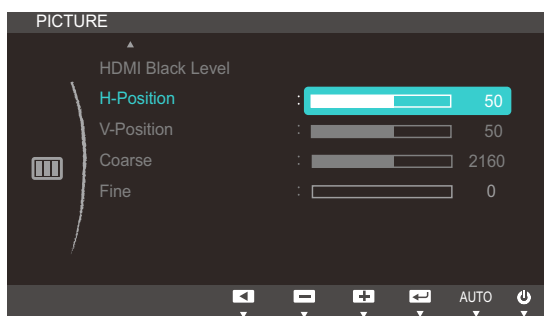 PICTURE
HDMI Black Level
H-Position : 50
V-Position : 50
Coarse : 2160
Fine : 0
AUTO